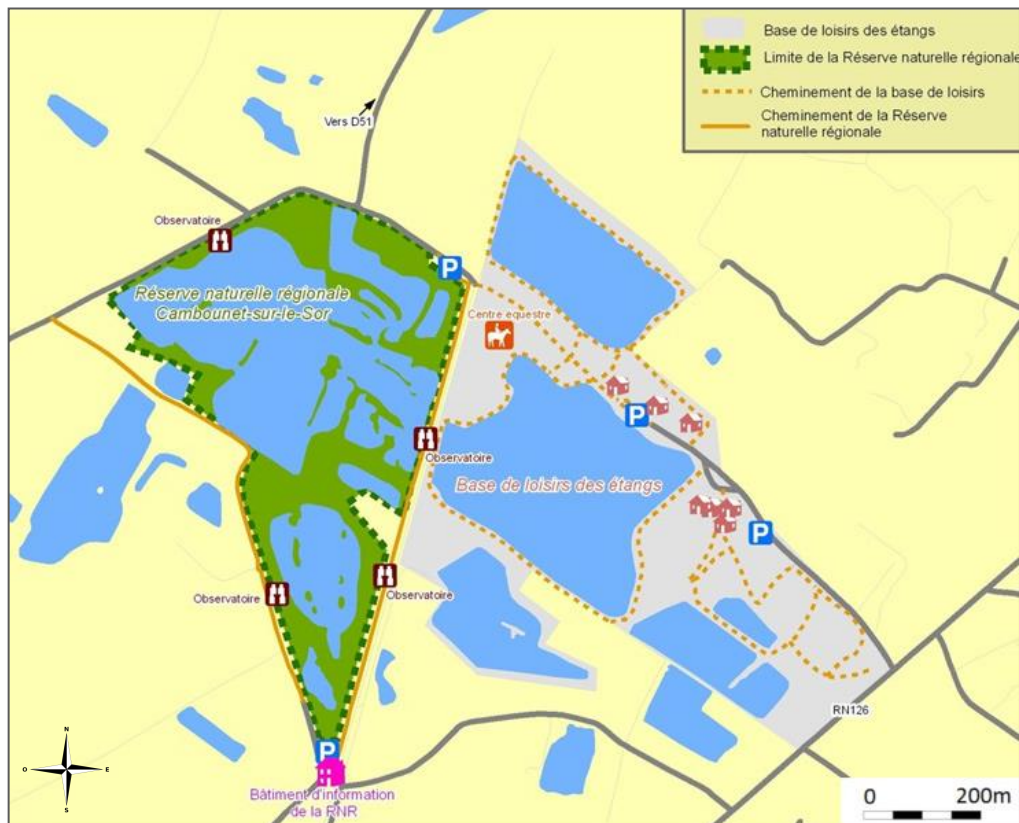 Base de loisirs des étangs
Limite de la Réserve naturelle régionale
Cheminement de la base de loisirs
Cheminement de la Réserve
naturelle régionale
Vers D51
Observatoire
P
Réserve naturelle régionale
Cambounet-sur-le-Sor
Centre équestre
P
Observatoire
Base de loisirs des étangs
P
Observatoire
Observatoire
RN126
N
O
E
S
P
Bâtiment d'information
de la RNR
0 200m